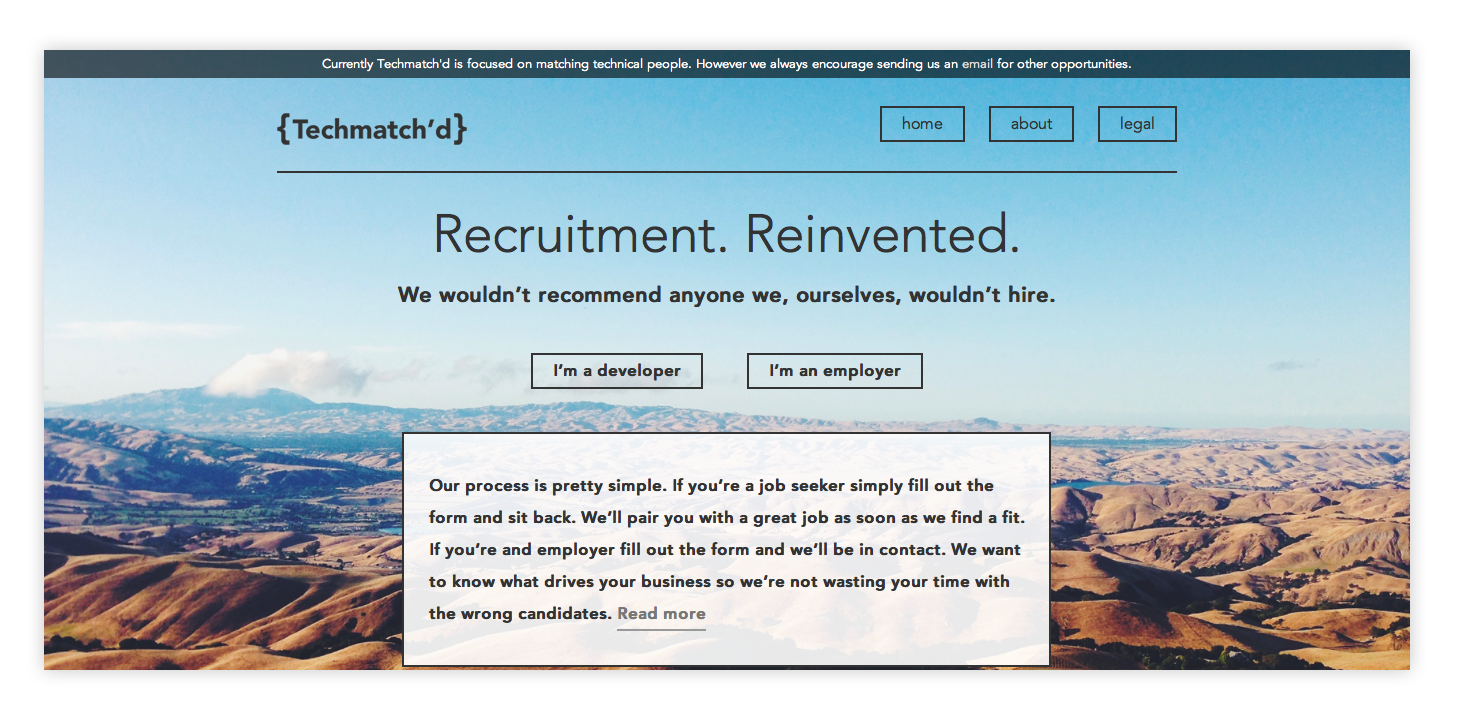 Currently Techmatch'd is focused on matching technical people. However we always encourage sending us an email for other opportunities.
{Techmatch’d}
home about legal
Recruitment. Reinvented.
We wouldn’t recommend anyone we, ourselves, wouldn’t hire.
I’m a developer I’m an employer
Our process is pretty simple. If you’re a job seeker simply fill out the
form and sit back. We’ll pair you with a great job as soon as we find a fit.
If you’re and employer fill out the form and we’ll be in contact. We want
to know what drives your business so we’re not wasting your time with
the wrong candidates. Read more